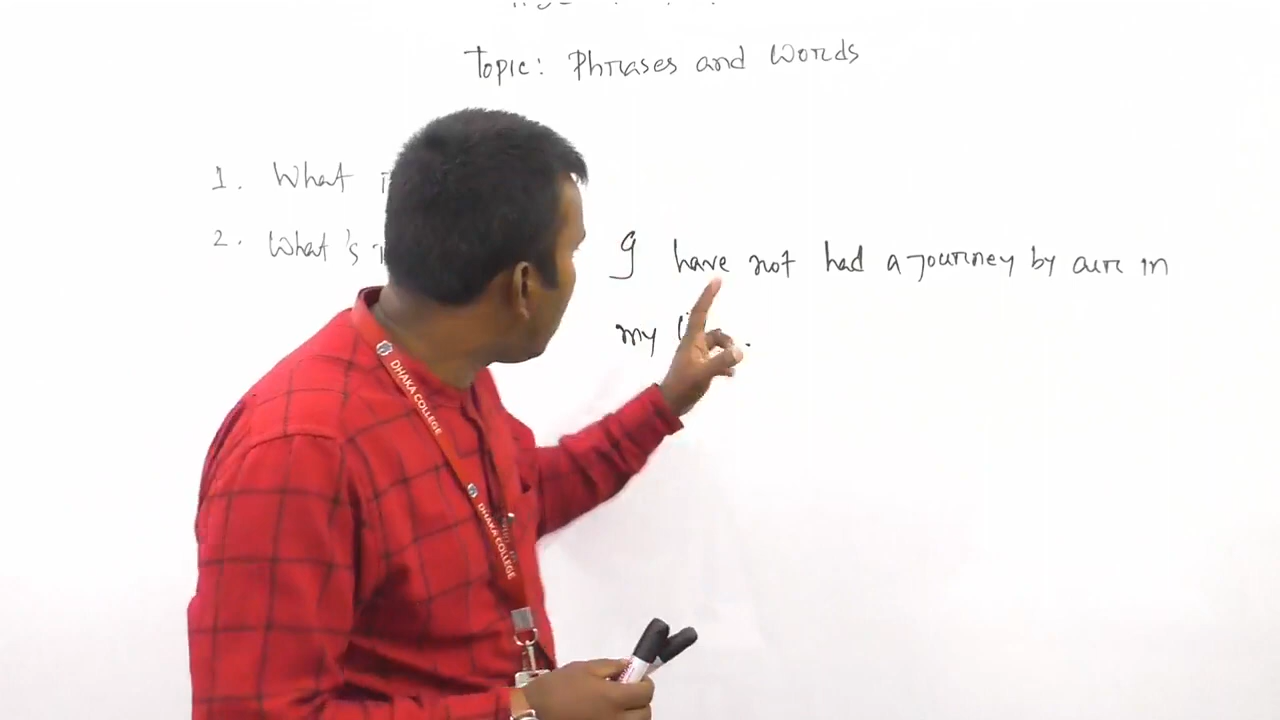 Topic: Phrases and Words
1. What
2. What's
I have not had a journey by air in
my
DHAKA COLLEGE
DHAKA COLLEGE